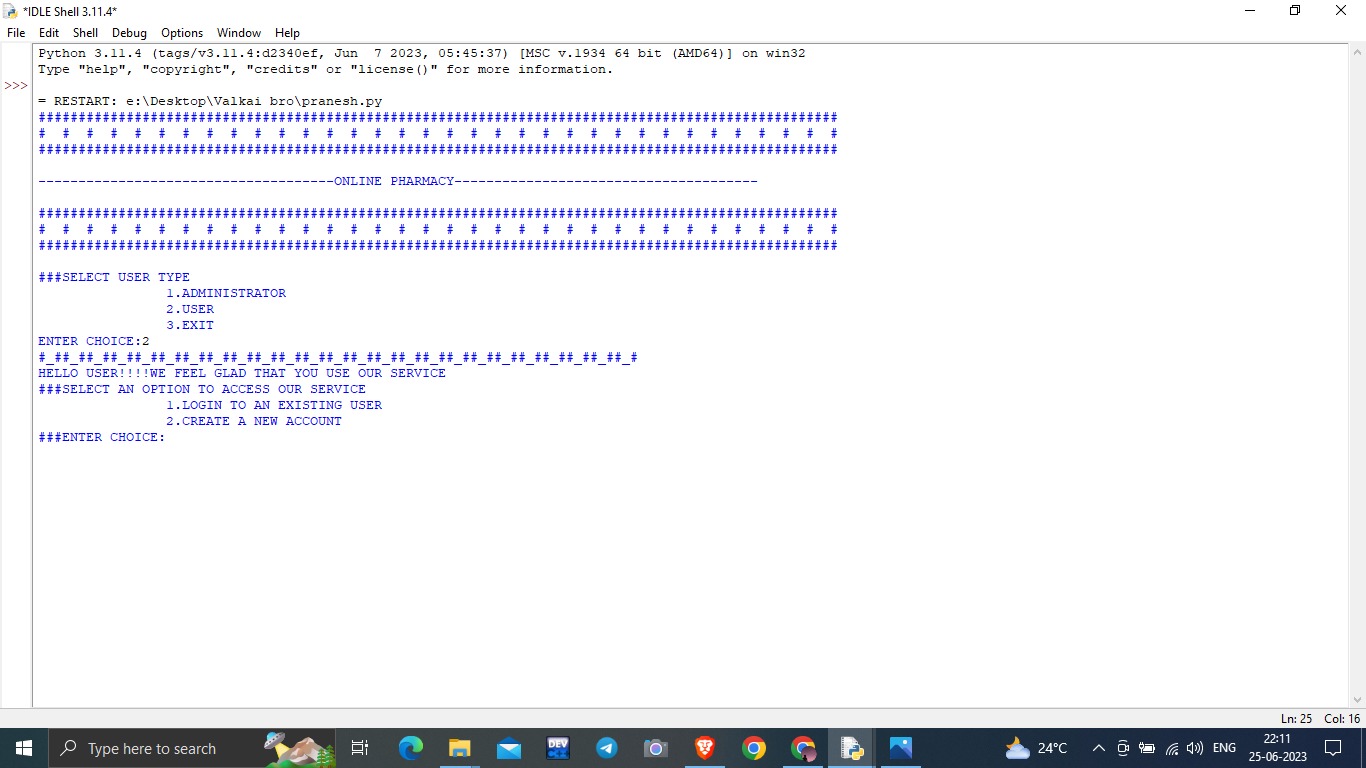 *IDLE Shell 3.11.4*
File Edit Shell Debug Options Window Help
Python 3.11.4 (tags/v3.11.4:d2340ef, Jun  7 2023, 05:45:37) [MSC v.1934 64 bit (AMD64)] on win32
Type "help", "copyright", "credits" or "license()" for more information.
>>>
= RESTART: e:\Desktop\Valkai bro\pranesh.py
####################################################################################################
#  #  #  #  #  #  #  #  #  #  #  #  #  #  #  #  #  #  #  #  #  #  #  #  #  #  #  #  #  #  #  #  #  #
####################################################################################################
-------------------------------------ONLINE PHARMACY--------------------------------------
####################################################################################################
#  #  #  #  #  #  #  #  #  #  #  #  #  #  #  #  #  #  #  #  #  #  #  #  #  #  #  #  #  #  #  #  #  #
####################################################################################################
###SELECT USER TYPE
1.ADMINISTRATOR
2.USER
3.EXIT
ENTER CHOICE:2
#_##_##_##_##_##_##_##_##_##_##_##_##_##_##_##_##_##_##_##_##_##_##_##_##_#
HELLO USER!!!!WE FEEL GLAD THAT YOU USE OUR SERVICE
###SELECT AN OPTION TO ACCESS OUR SERVICE
1.LOGIN TO AN EXISTING USER
2.CREATE A NEW ACCOUNT
###ENTER CHOICE:
Ln: 25 Col: 16
Type here to search
DEV
24°C
ENG
22:11
25-06-2023